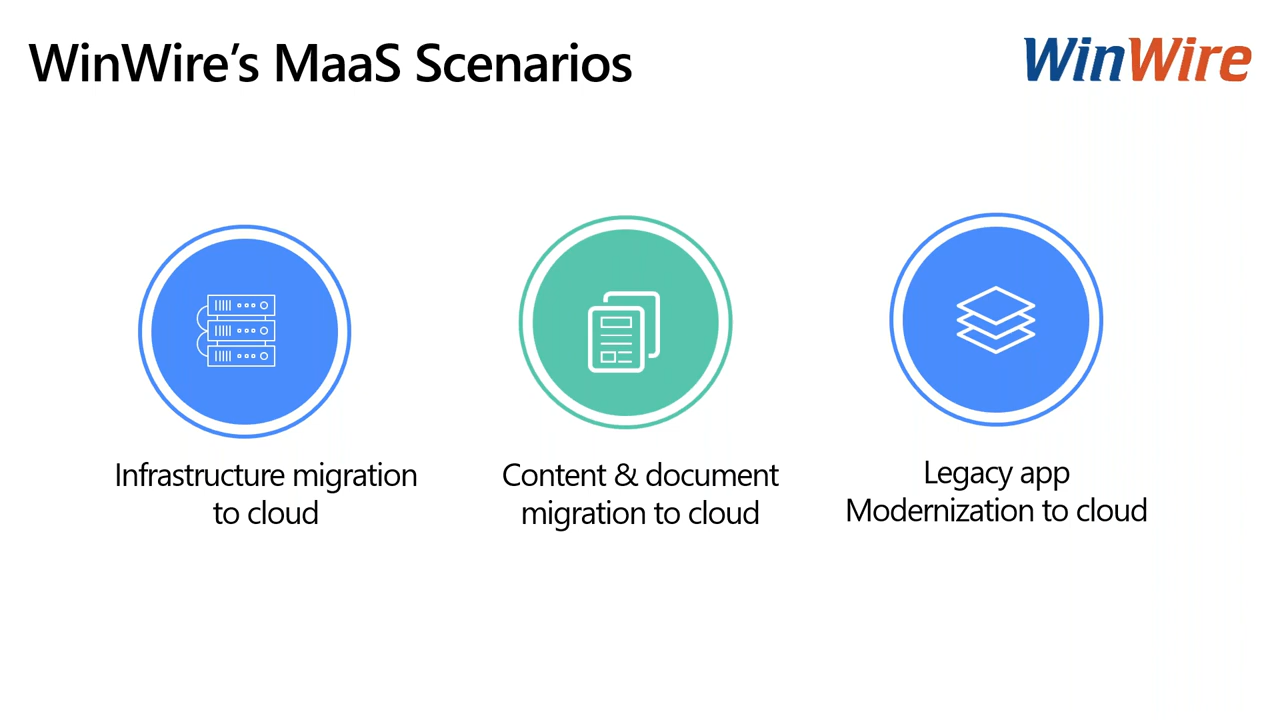 WinWire’s MaaS Scenarios
WinWire
Infrastructure migration
to cloud
Content & document
migration to cloud
Legacy app
Modernization to cloud